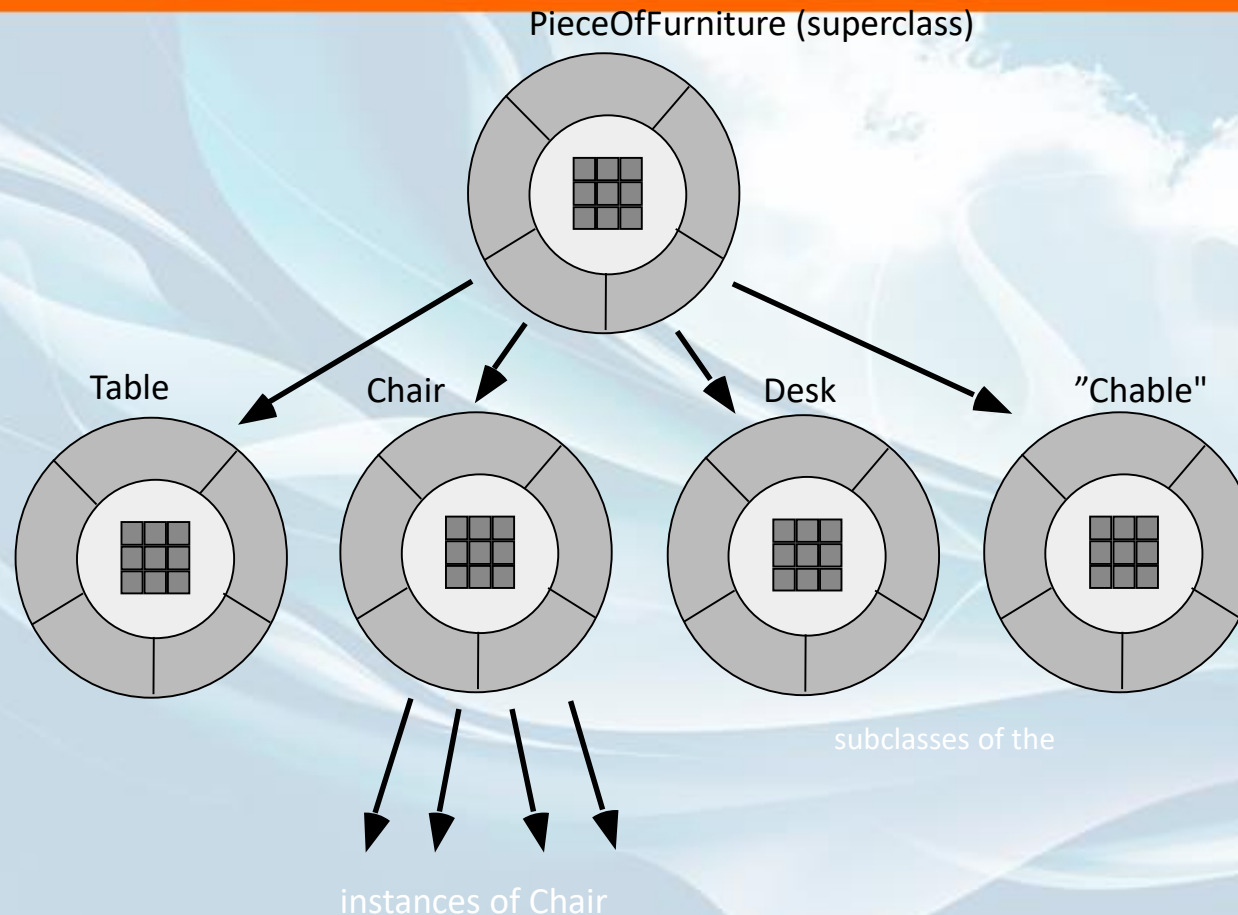 PieceOfFurniture (superclass)
Table
Chair
Desk
”Chable"
subclasses of the
instances of Chair